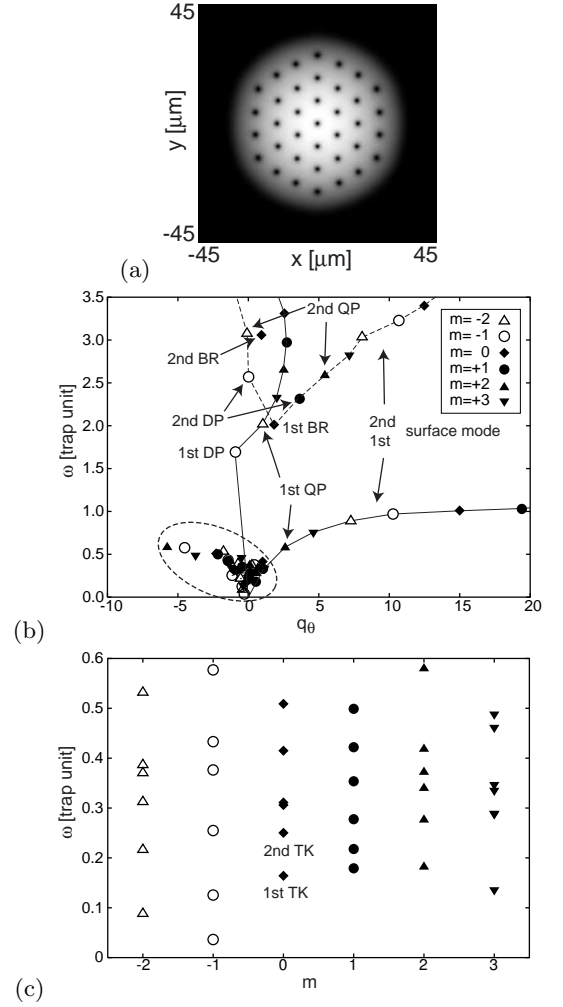 45
y [μm]
-45
-45
x [μm]
45
(a)
3.5
3.0
2.5
2.0
1.5
1.0
0.5
0.0
ω [trap unit]
2nd QP
2nd BR
2nd DP
1st DP
1st BR
1st QP
2nd
1st
surface mode
m= -2
m= -1
m= 0
m=+1
m=+2
m=+3
-10 -5 0 5 10 15 20
qθ
(b)
0.6
0.5
0.4
0.3
0.2
0.1
0
ω [trap unit]
2nd TK
1st TK
-2 -1 0 1 2 3
m
(c)